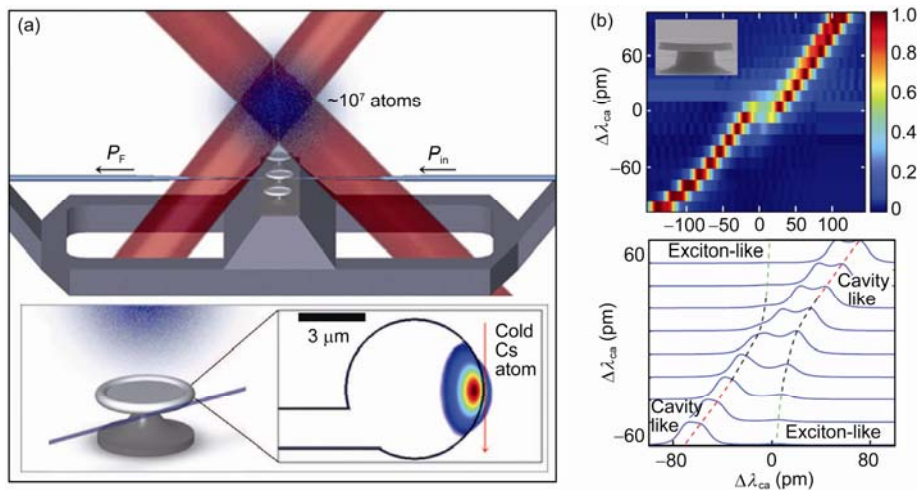 (a)
~10⁷ atoms
P_F
P_in
3 μm
Cold
Cs
atom
(b)
60
0
−60
Δλ_ca (pm)
−100
−50
0
50
100
1.0
0.8
0.6
0.4
0.2
0
60
Exciton-like
Cavity
like
Δλ_ca (pm)
Cavity
like
Exciton-like
−60
−80
0
80
Δλ_ca (pm)